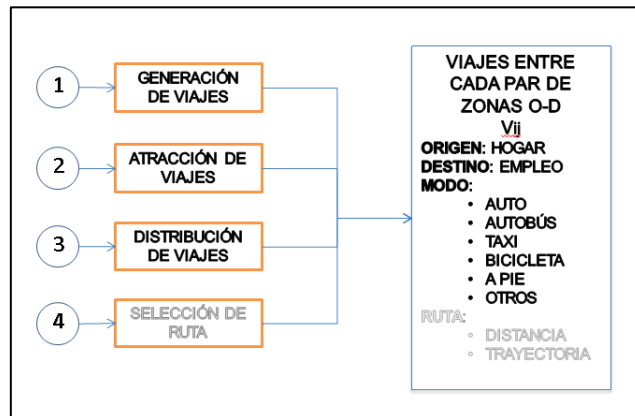 1
GENERACIÓN
DE VIAJES
2
ATRACCIÓN DE
VIAJES
3
DISTRIBUCIÓN
DE VIAJES
4
SELECCIÓN DE
RUTA
VIAJES ENTRE
CADA PAR DE
ZONAS O-D
Vij
ORIGEN: HOGAR
DESTINO: EMPLEO
MODO:
• AUTO
• AUTOBÚS
• TAXI
• BICICLETA
• A PIE
• OTROS
RUTA:
• DISTANCIA
• TRAYECTORIA